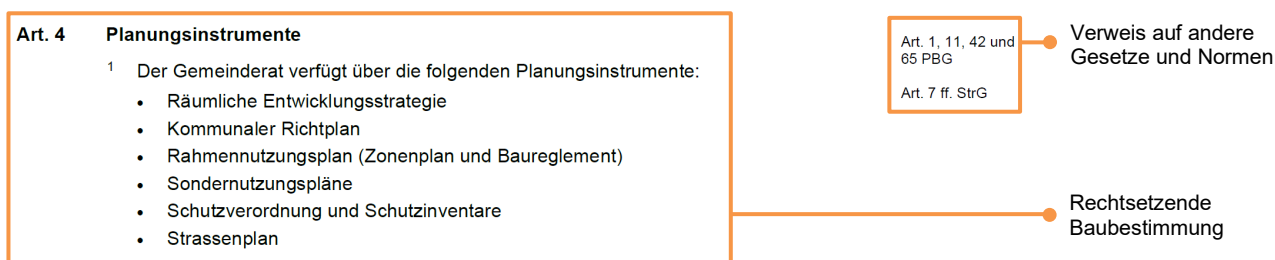 Art. 4 Planungsinstrumente
1 Der Gemeinderat verfügt über die folgenden Planungsinstrumente:
• Räumliche Entwicklungsstrategie
• Kommunaler Richtplan
• Rahmennutzungsplan (Zonenplan und Baureglement)
• Sondernutzungspläne
• Schutzverordnung und Schutzinventare
• Strassenplan
Art. 1, 11, 42 und
65 PBG
Art. 7 ff. StrG
Verweis auf andere
Gesetze und Normen
Rechtsetzende
Baubestimmung